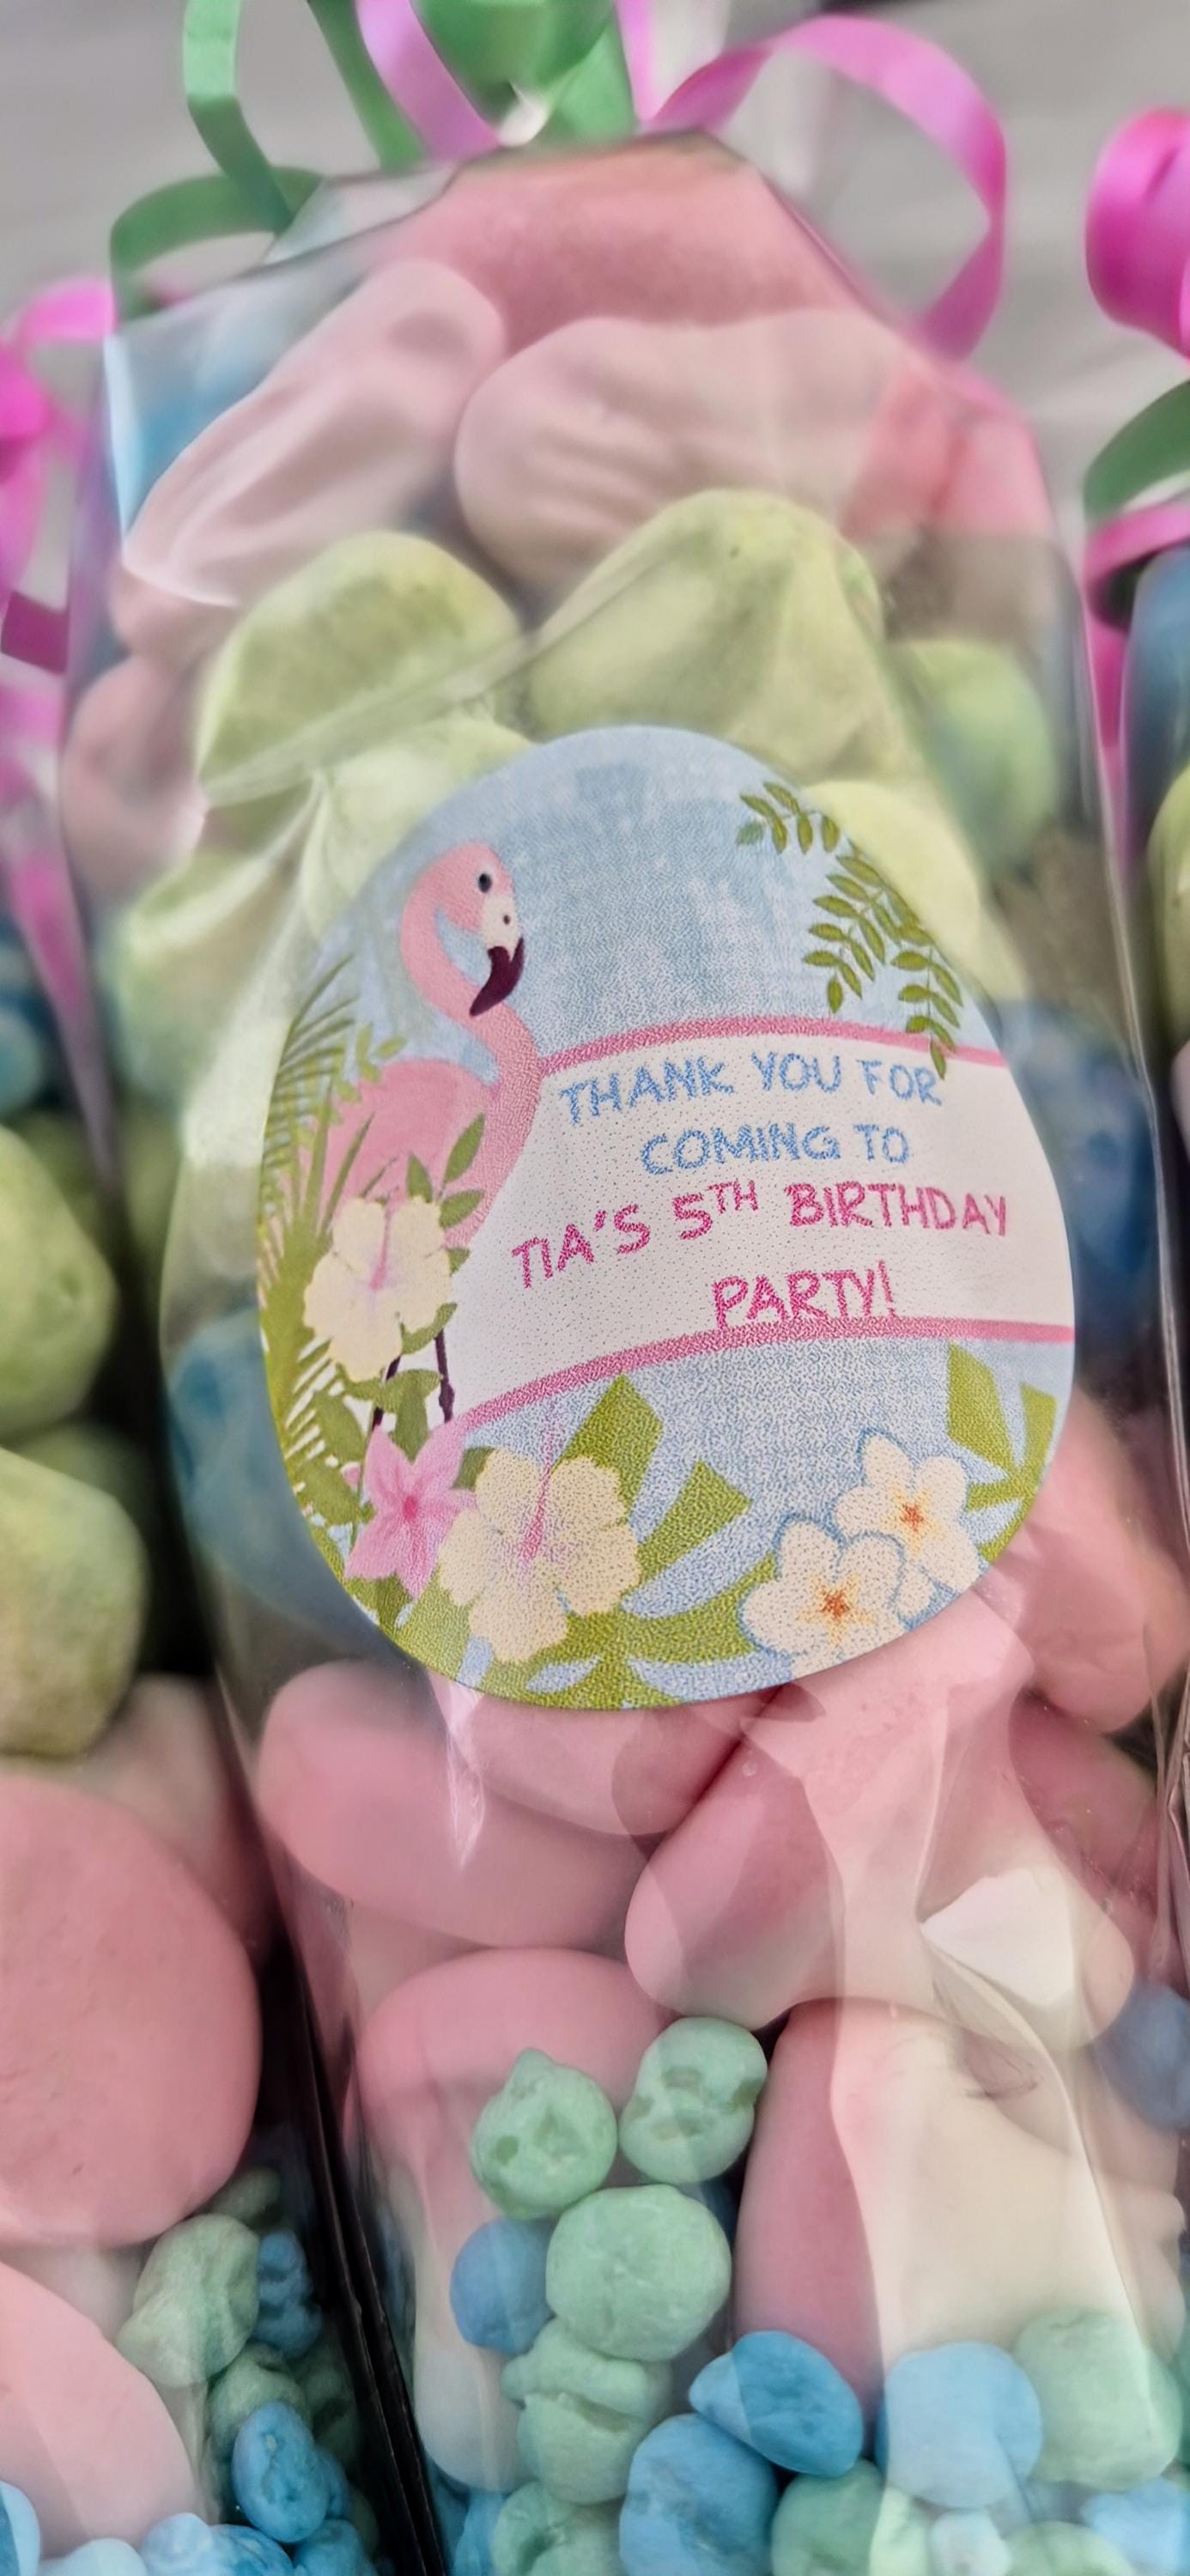 THANK YOU FOR
COMING TO
TIA'S 5TH BIRTHDAY
PARTY!